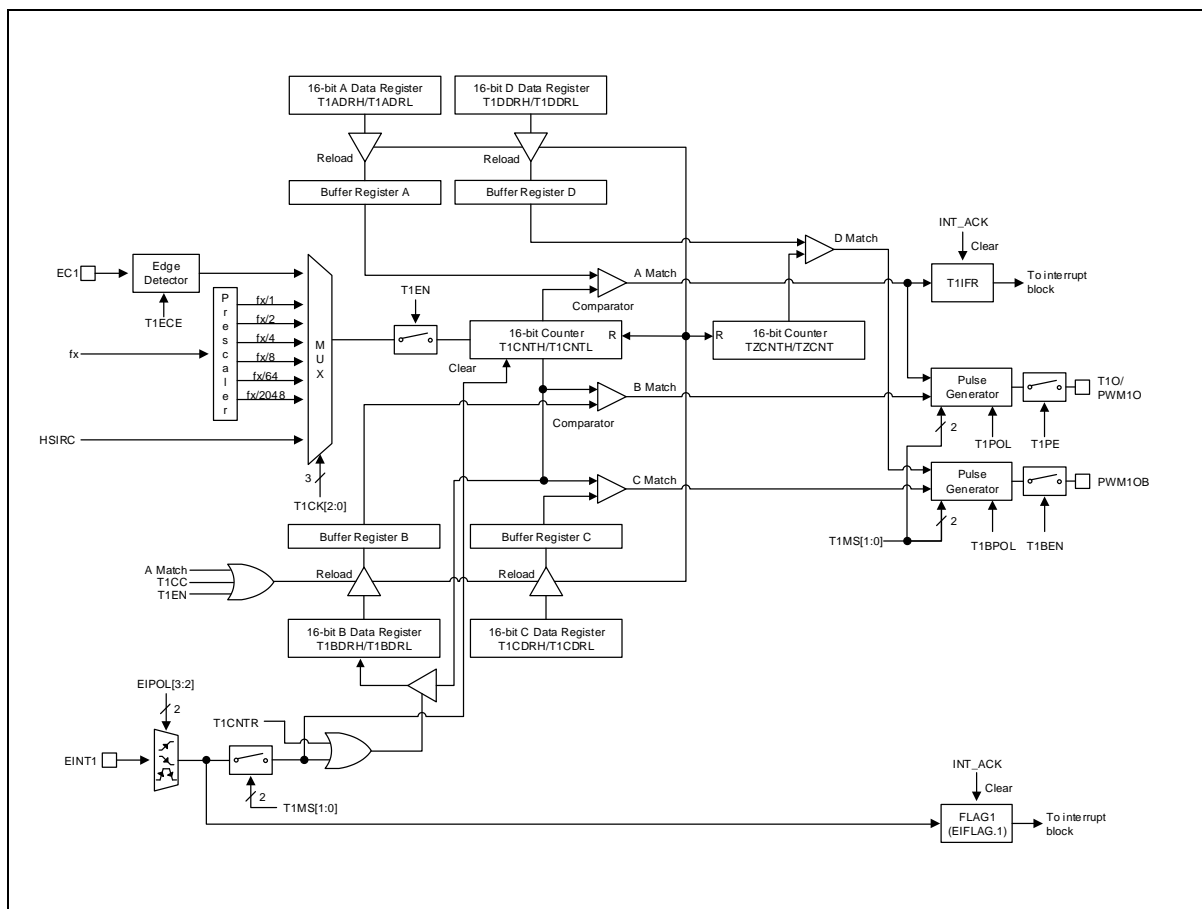 16-bit A Data Register
T1ADRH/T1ADRL
16-bit D Data Register
T1DDRH/T1DDRL
Reload
Reload
Buffer Register A
Buffer Register D
INT_ACK
Clear
D Match
EC1
Edge
Detector
T1ECE
A Match
T1IFR
To interrupt
block
Comparator
P
r
e
s
c
a
l
e
r
fx
fx/1
fx/2
fx/4
fx/8
fx/64
fx/2048
M
U
X
T1EN
16-bit Counter
T1CNTH/T1CNTL
R
Clear
R
16-bit Counter
TZCNTH/TZCNT
B Match
Comparator
Pulse
Generator
T1O/
PWM1O
2
T1POL
T1PE
HSIRC
3
T1CK[2:0]
C Match
Pulse
Generator
PWM1OB
2
T1MS[1:0]
T1BPOL
T1BEN
Buffer Register B
Buffer Register C
A Match
T1CC
T1EN
Reload
Reload
16-bit B Data Register
T1BDRH/T1BDRL
16-bit C Data Register
T1CDRH/T1CDRL
EIPOL[3:2]
2
T1CNTR
EINT1
2
T1MS[1:0]
INT_ACK
Clear
FLAG1
(EIFLAG.1)
To interrupt
block